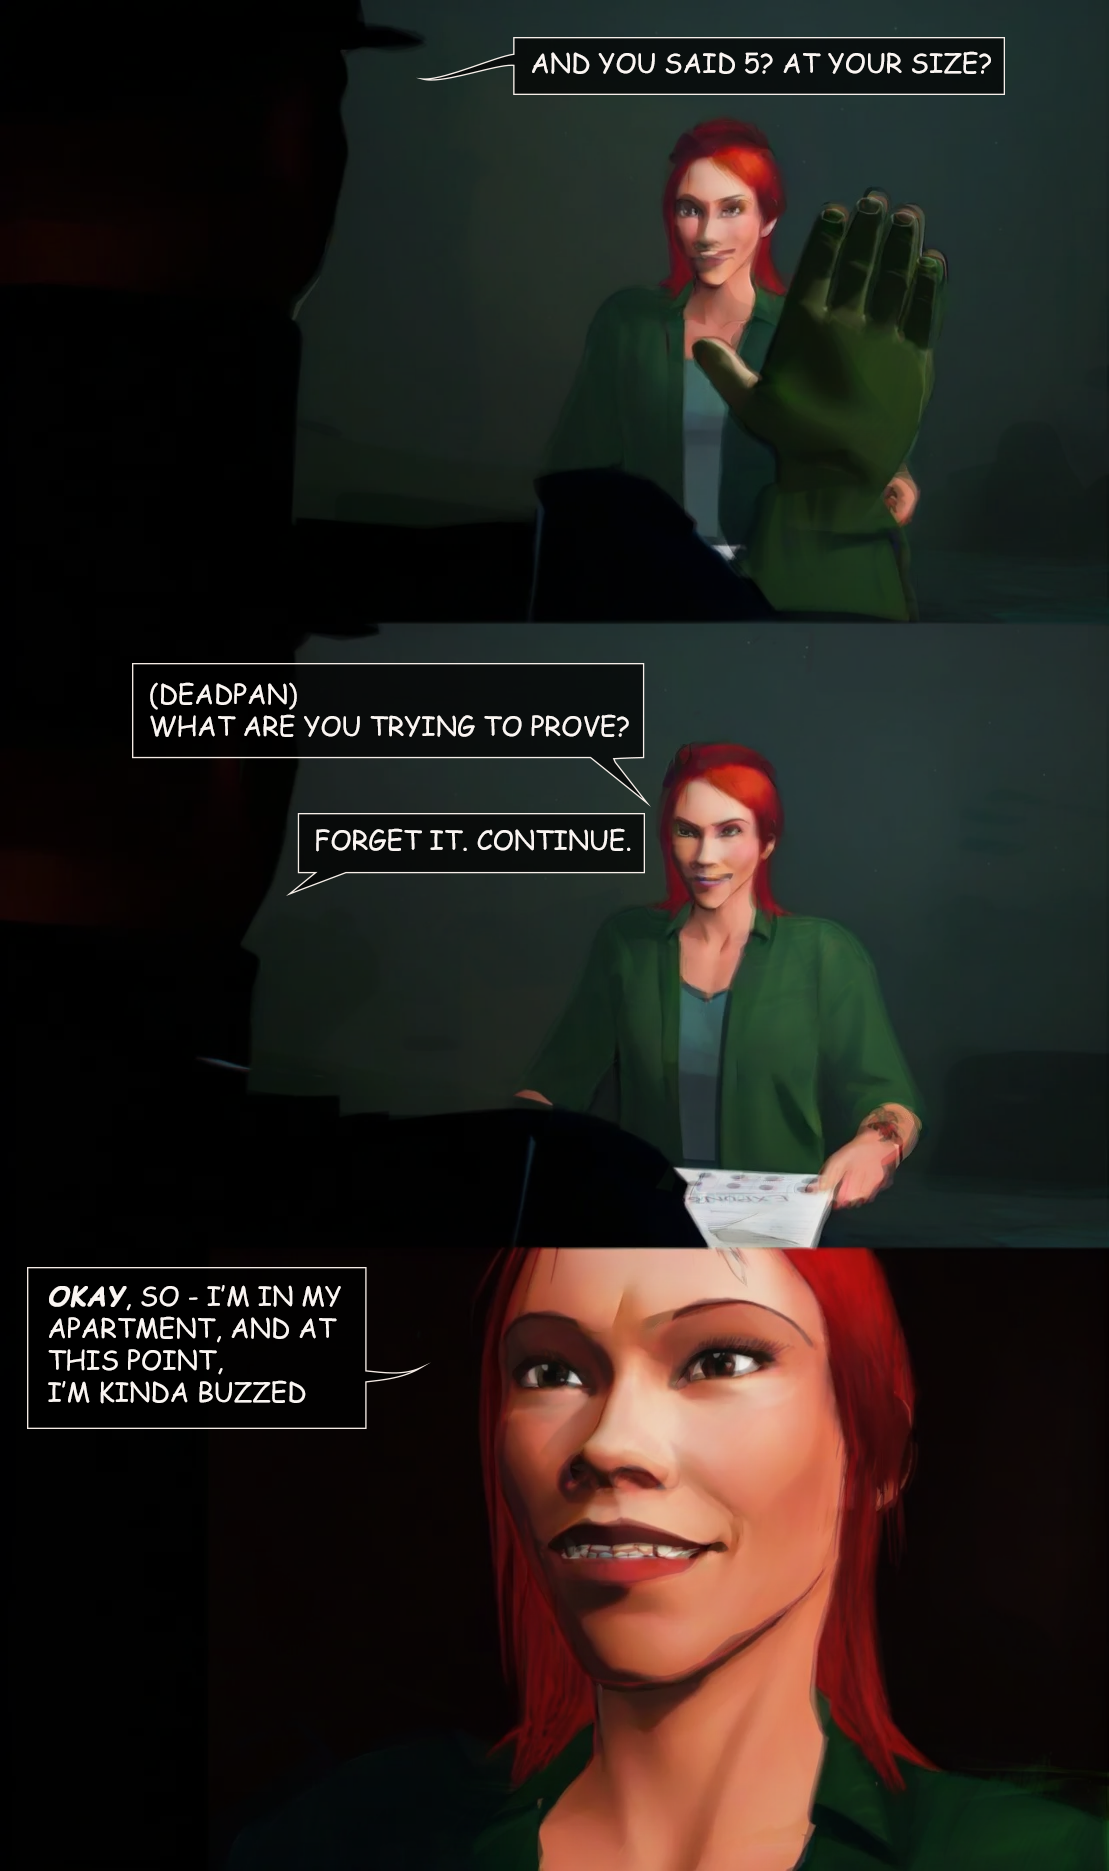 AND YOU SAID 5? AT YOUR SIZE?
(DEADPAN)
WHAT ARE YOU TRYING TO PROVE?
FORGET IT. CONTINUE.
OKAY, SO - I'M IN MY
APARTMENT, AND AT
THIS POINT,
I'M KINDA BUZZED